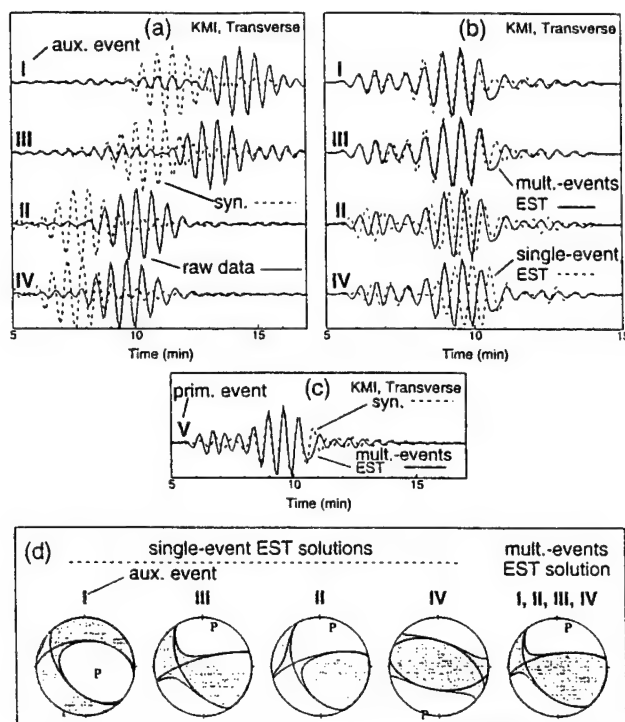 (a)
KMI, Transverse
aux. event
I
III
syn.
II
raw data
IV
5 10 15
Time (min)
(b)
KMI, Transverse
I
III
mult.-events
EST
II
single-event
EST
IV
5 10 15
Time (min)
(c)
KMI, Transverse
prim. event
syn.
V
mult.-events
EST
5 10 15
Time (min)
(d)
single-event EST solutions
mult.-events
EST solution
aux. event
I III II IV I, II, III, IV
P P P P P